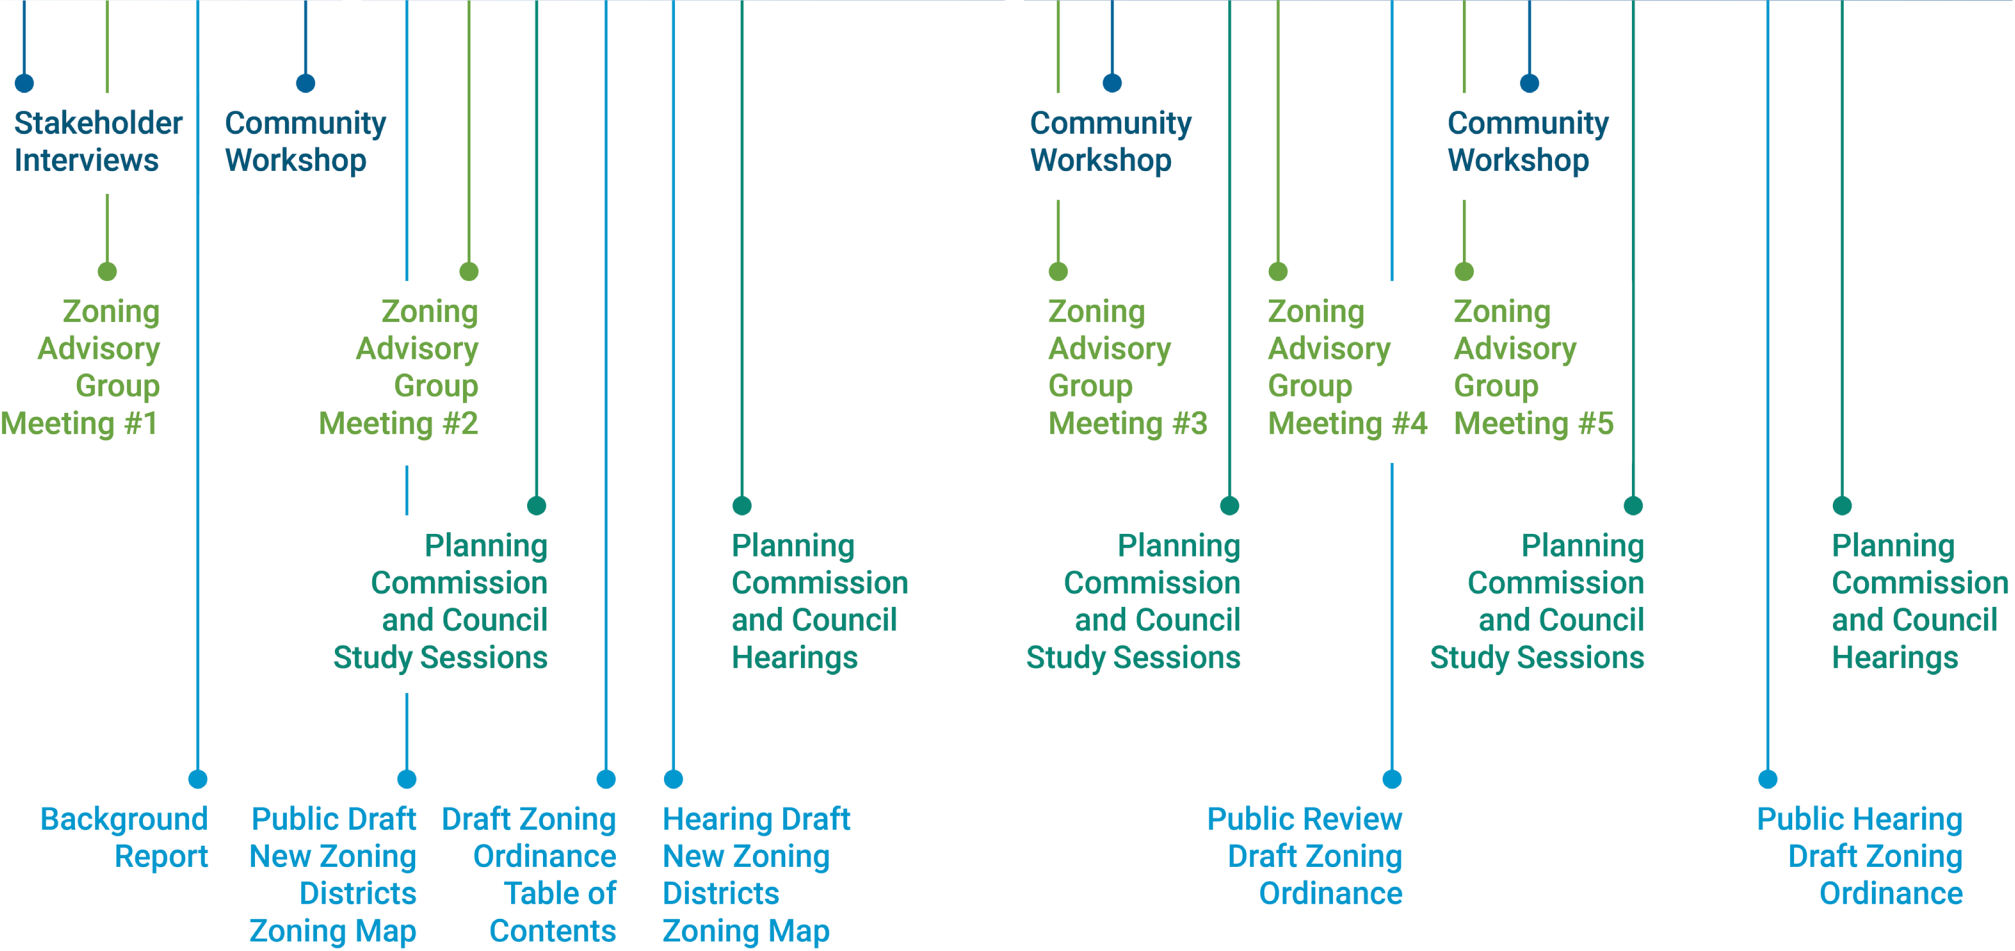 Stakeholder
Interviews
Community
Workshop
Community
Workshop
Community
Workshop
Zoning
Advisory
Group
Meeting #1
Zoning
Advisory
Group
Meeting #2
Zoning
Advisory
Group
Meeting #3
Zoning
Advisory
Group
Meeting #4
Zoning
Advisory
Group
Meeting #5
Planning
Commission
and Council
Study Sessions
Planning
Commission
and Council
Hearings
Planning
Commission
and Council
Study Sessions
Planning
Commission
and Council
Study Sessions
Planning
Commission
and Council
Hearings
Background
Report
Public Draft
New Zoning
Districts
Zoning Map
Draft Zoning
Ordinance
Table of
Contents
Hearing Draft
New Zoning
Districts
Zoning Map
Public Review
Draft Zoning
Ordinance
Public Hearing
Draft Zoning
Ordinance